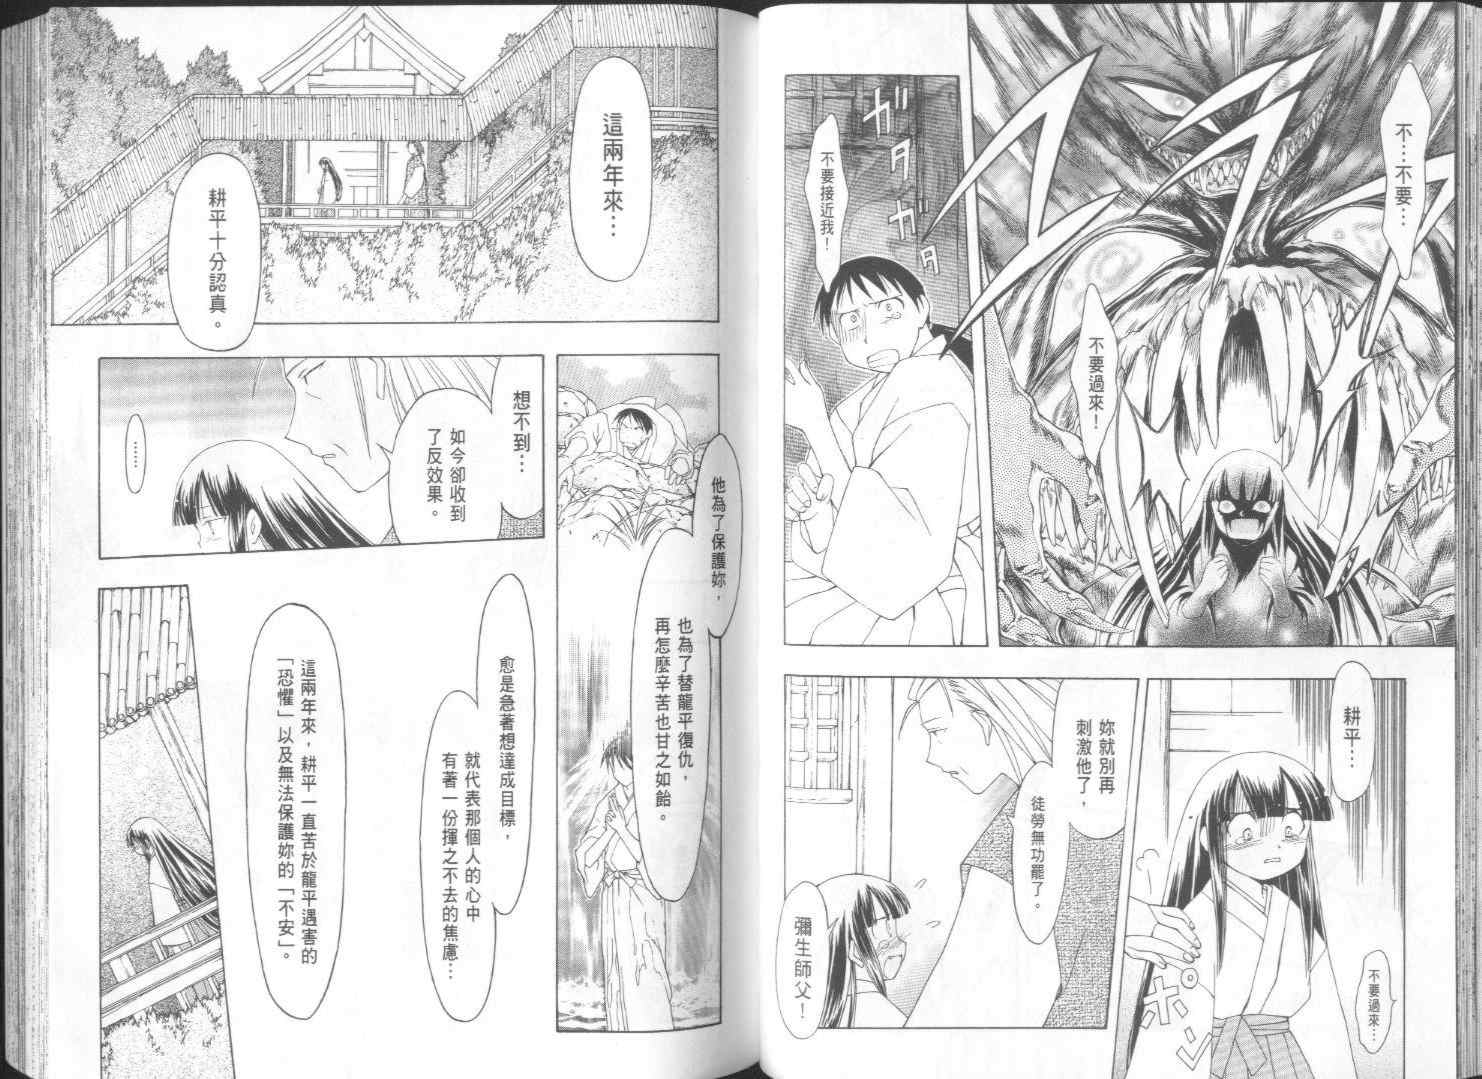 不…不要…
不要過來！
ガタ
ガタ
不要接近我！
耕平…
不要過來…
ポン
妳就別再
刺激他了，
徒勞無功罷了。
彌生師父！
這兩年來…
耕平十分認真。
他為了保護妳，
也為了替龍平復仇，
再怎麼辛苦也甘之如飴。
想不到…
如今卻收到
了反效果。
………
愈是急著想達成目標，
就代表那個人的心中
有著一份揮之不去的焦慮…
這兩年來，耕平一直苦於龍平遇害的
「恐懼」以及無法保護妳的「不安」。